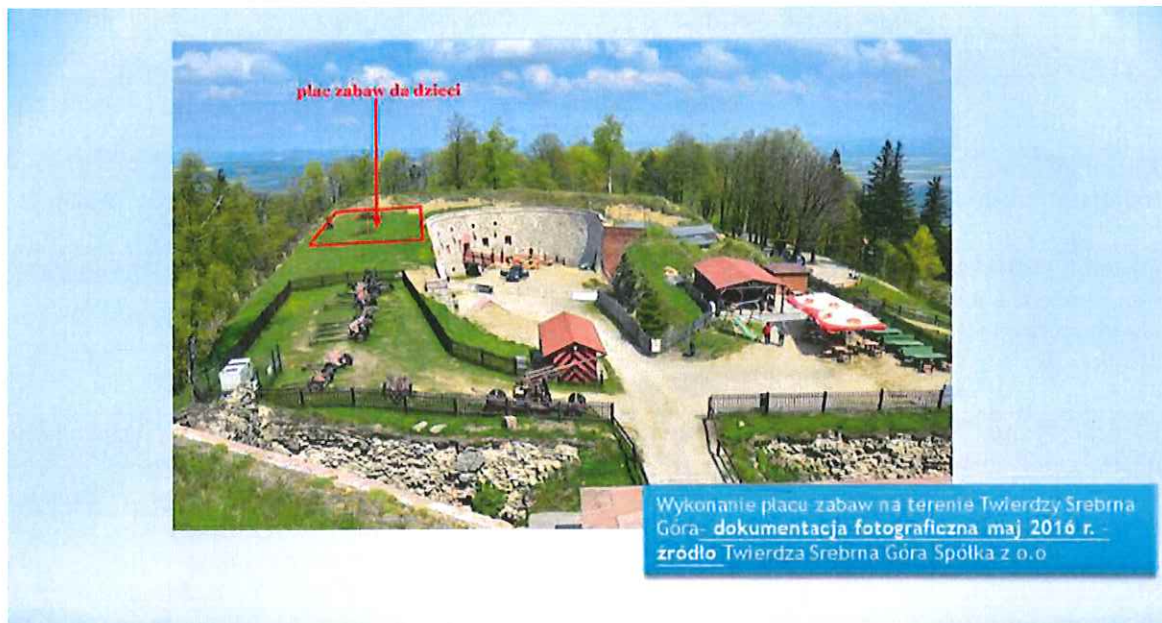 plac zabaw da dzieci
Wykonanie placu zabaw na terenie Twierdzy Srebrna
Góra- dokumentacja fotograficzna maj 2016 r. -
źródło Twierdza Srebrna Góra Spółka z o.o